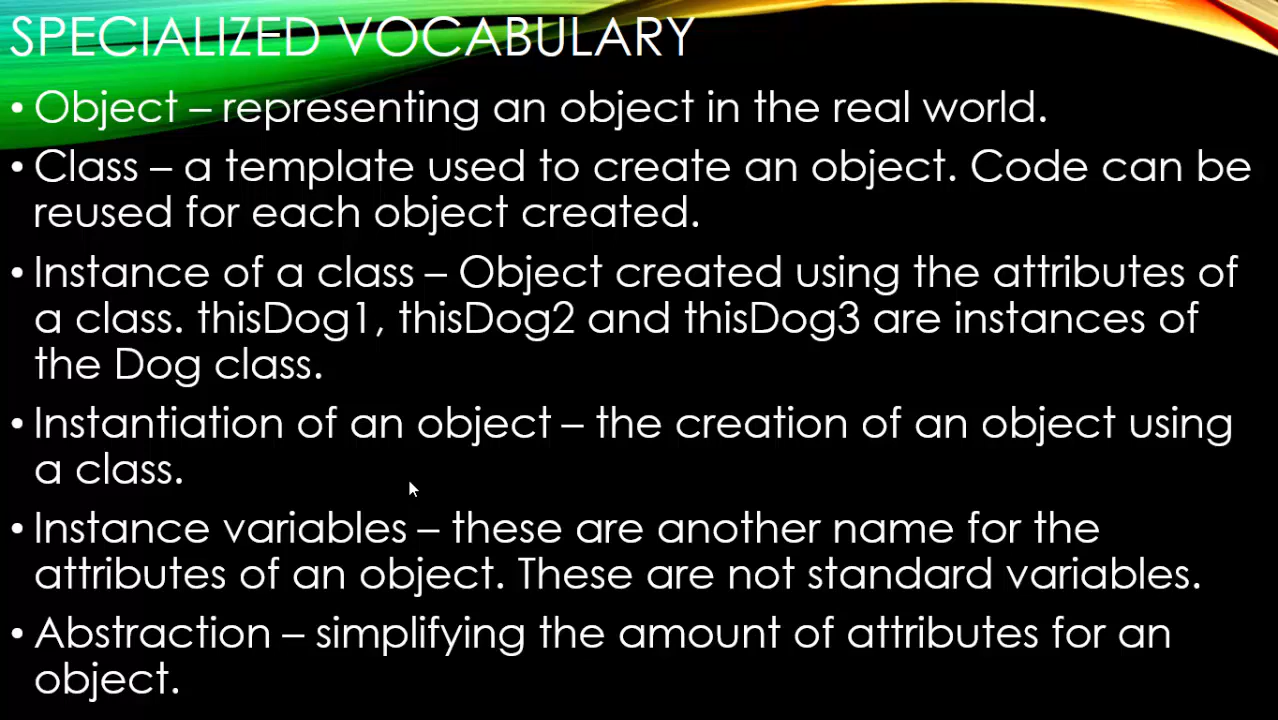 SPECIALIZED VOCABULARY
• Object – representing an object in the real world.
• Class – a template used to create an object. Code can be
reused for each object created.
• Instance of a class – Object created using the attributes of
a class. thisDog1, thisDog2 and thisDog3 are instances of
the Dog class.
• Instantiation of an object – the creation of an object using
a class.
• Instance variables – these are another name for the
attributes of an object. These are not standard variables.
• Abstraction – simplifying the amount of attributes for an
object.